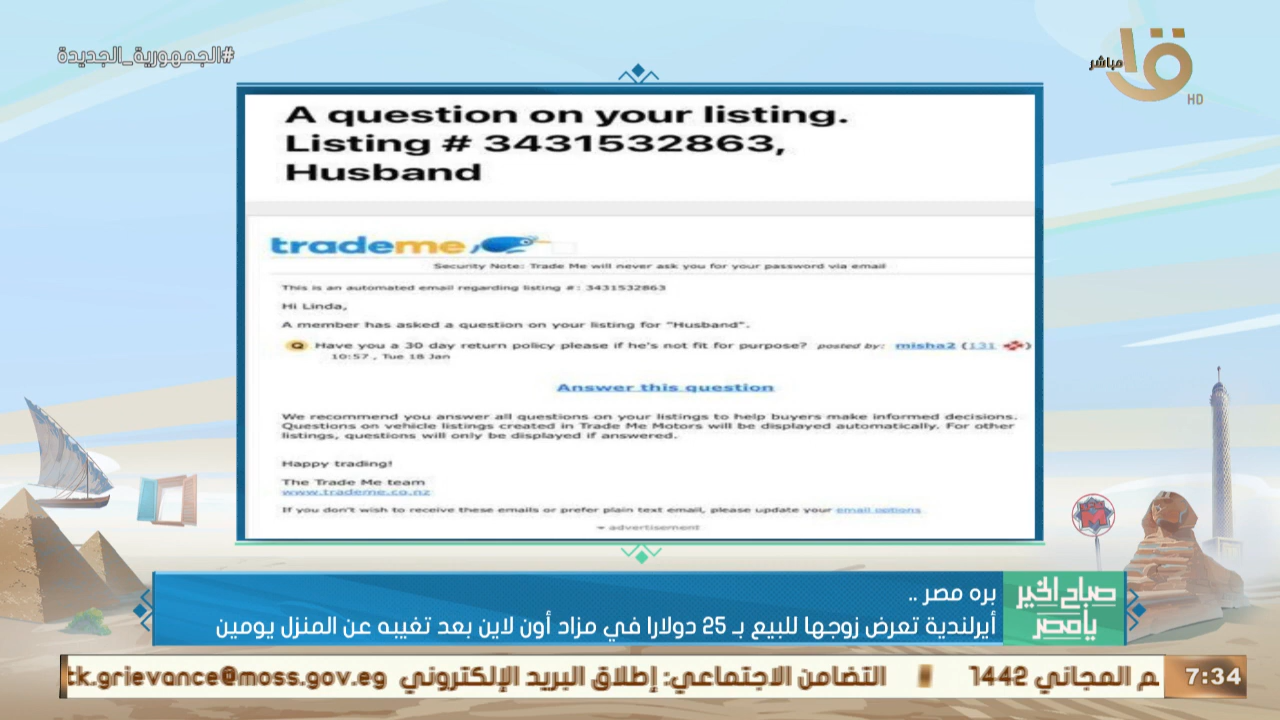 #الجمهورية_الجديدة
مباشر
HD
A question on your listing.
Listing # 3431532863,
Husband
trademe
Security Note: Trade Me will never ask you for your password via email
This is an automated email regarding listing #: 3431532863
Hi Linda,
A member has asked a question on your listing for "Husband".
Q Have you a 30 day return policy please if he's not fit for purpose? posted by: misha2 (131)
10:57 , Tue 18 Jan
Answer this question
We recommend you answer all questions on your listings to help buyers make informed decisions.
Questions on vehicle listings created in Trade Me Motors will be displayed automatically. For other
listings, questions will only be displayed if answered.
Happy trading!
The Trade Me team
www.trademe.co.nz
If you don't wish to receive these emails or prefer plain text email, please update your email options
advertisement
M
صباح الخير
يا مصر
بره مصر ..
أيرلندية تعرض زوجها للبيع بـ 25 دولارا في مزاد أون لاين بعد تغيبه عن المنزل يومين
م المجاني 1442 التضامن الاجتماعي: إطلاق البريد الإلكتروني tk.grievance@moss.gov.eg
7:34